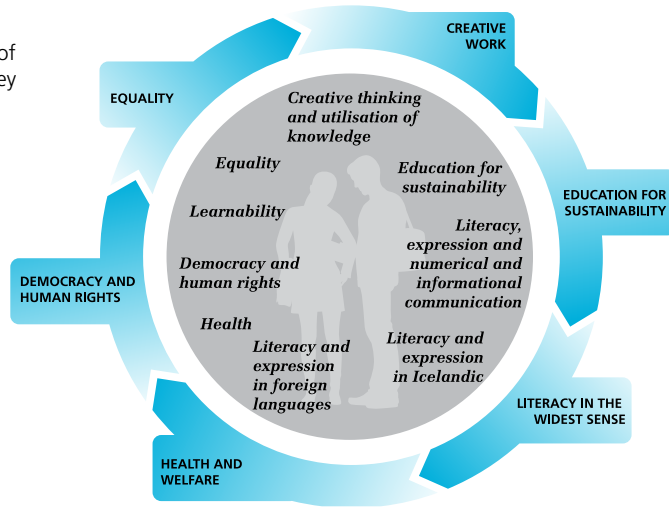 of
ey
CREATIVE
WORK
EQUALITY
EDUCATION FOR
SUSTAINABILITY
DEMOCRACY AND
HUMAN RIGHTS
LITERACY IN THE
WIDEST SENSE
HEALTH AND
WELFARE
Creative thinking
and utilisation of
knowledge
Equality
Education for
sustainability
Learnability
Literacy,
expression and
numerical and
informational
communication
Democracy and
human rights
Health
Literacy and
expression
in foreign
languages
Literacy and
expression
in Icelandic